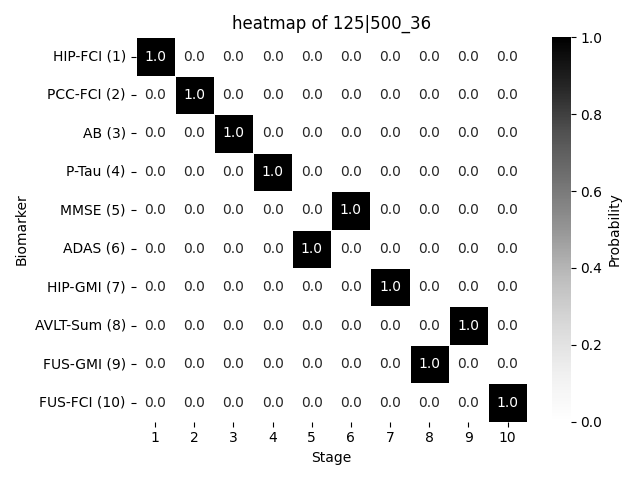 heatmap of 125|500_36
HIP-FCI (1) 1.0 0.0 0.0 0.0 0.0 0.0 0.0 0.0 0.0 0.0
PCC-FCI (2) 0.0 1.0 0.0 0.0 0.0 0.0 0.0 0.0 0.0 0.0
AB (3) 0.0 0.0 1.0 0.0 0.0 0.0 0.0 0.0 0.0 0.0
P-Tau (4) 0.0 0.0 0.0 1.0 0.0 0.0 0.0 0.0 0.0 0.0
MMSE (5) 0.0 0.0 0.0 0.0 0.0 1.0 0.0 0.0 0.0 0.0
ADAS (6) 0.0 0.0 0.0 0.0 1.0 0.0 0.0 0.0 0.0 0.0
HIP-GMI (7) 0.0 0.0 0.0 0.0 0.0 0.0 1.0 0.0 0.0 0.0
AVLT-Sum (8) 0.0 0.0 0.0 0.0 0.0 0.0 0.0 0.0 1.0 0.0
FUS-GMI (9) 0.0 0.0 0.0 0.0 0.0 0.0 0.0 1.0 0.0 0.0
FUS-FCI (10) 0.0 0.0 0.0 0.0 0.0 0.0 0.0 0.0 0.0 1.0
1 2 3 4 5 6 7 8 9 10
Stage
Biomarker
1.0
0.8
0.6
0.4
0.2
0.0
Probability